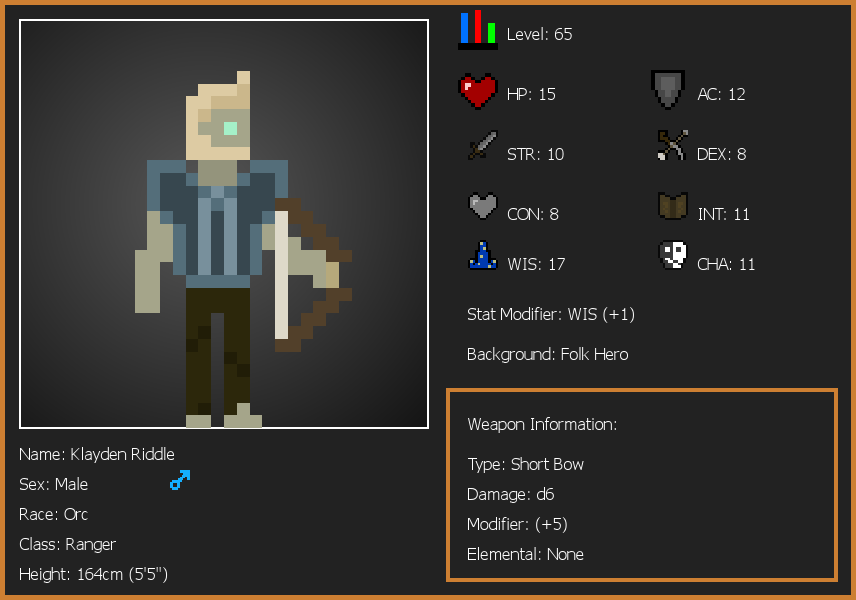 Level: 65
HP: 15
AC: 12
STR: 10
DEX: 8
CON: 8
INT: 11
WIS: 17
CHA: 11
Stat Modifier: WIS (+1)
Background: Folk Hero
Weapon Information:
Type: Short Bow
Damage: d6
Modifier: (+5)
Elemental: None
Name: Klayden Riddle
Sex: Male
Race: Orc
Class: Ranger
Height: 164cm (5'5")